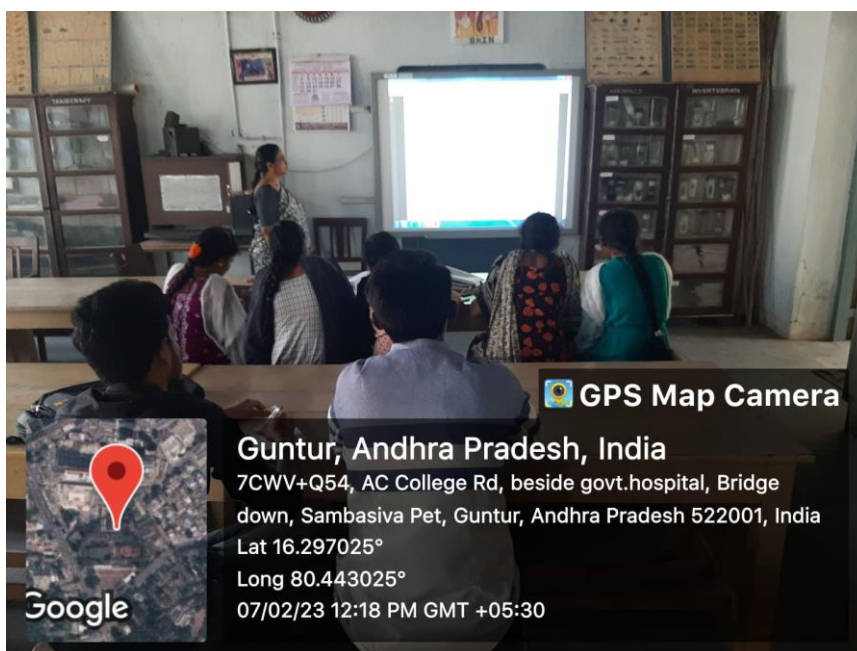 TAXIDERMY
INVERTEBRATA
GPS Map Camera
Guntur, Andhra Pradesh, India
7CWV+Q54, AC College Rd, beside govt.hospital, Bridge
down, Sambasiva Pet, Guntur, Andhra Pradesh 522001, India
Lat 16.297025°
Long 80.443025°
07/02/23 12:18 PM GMT +05:30
Google